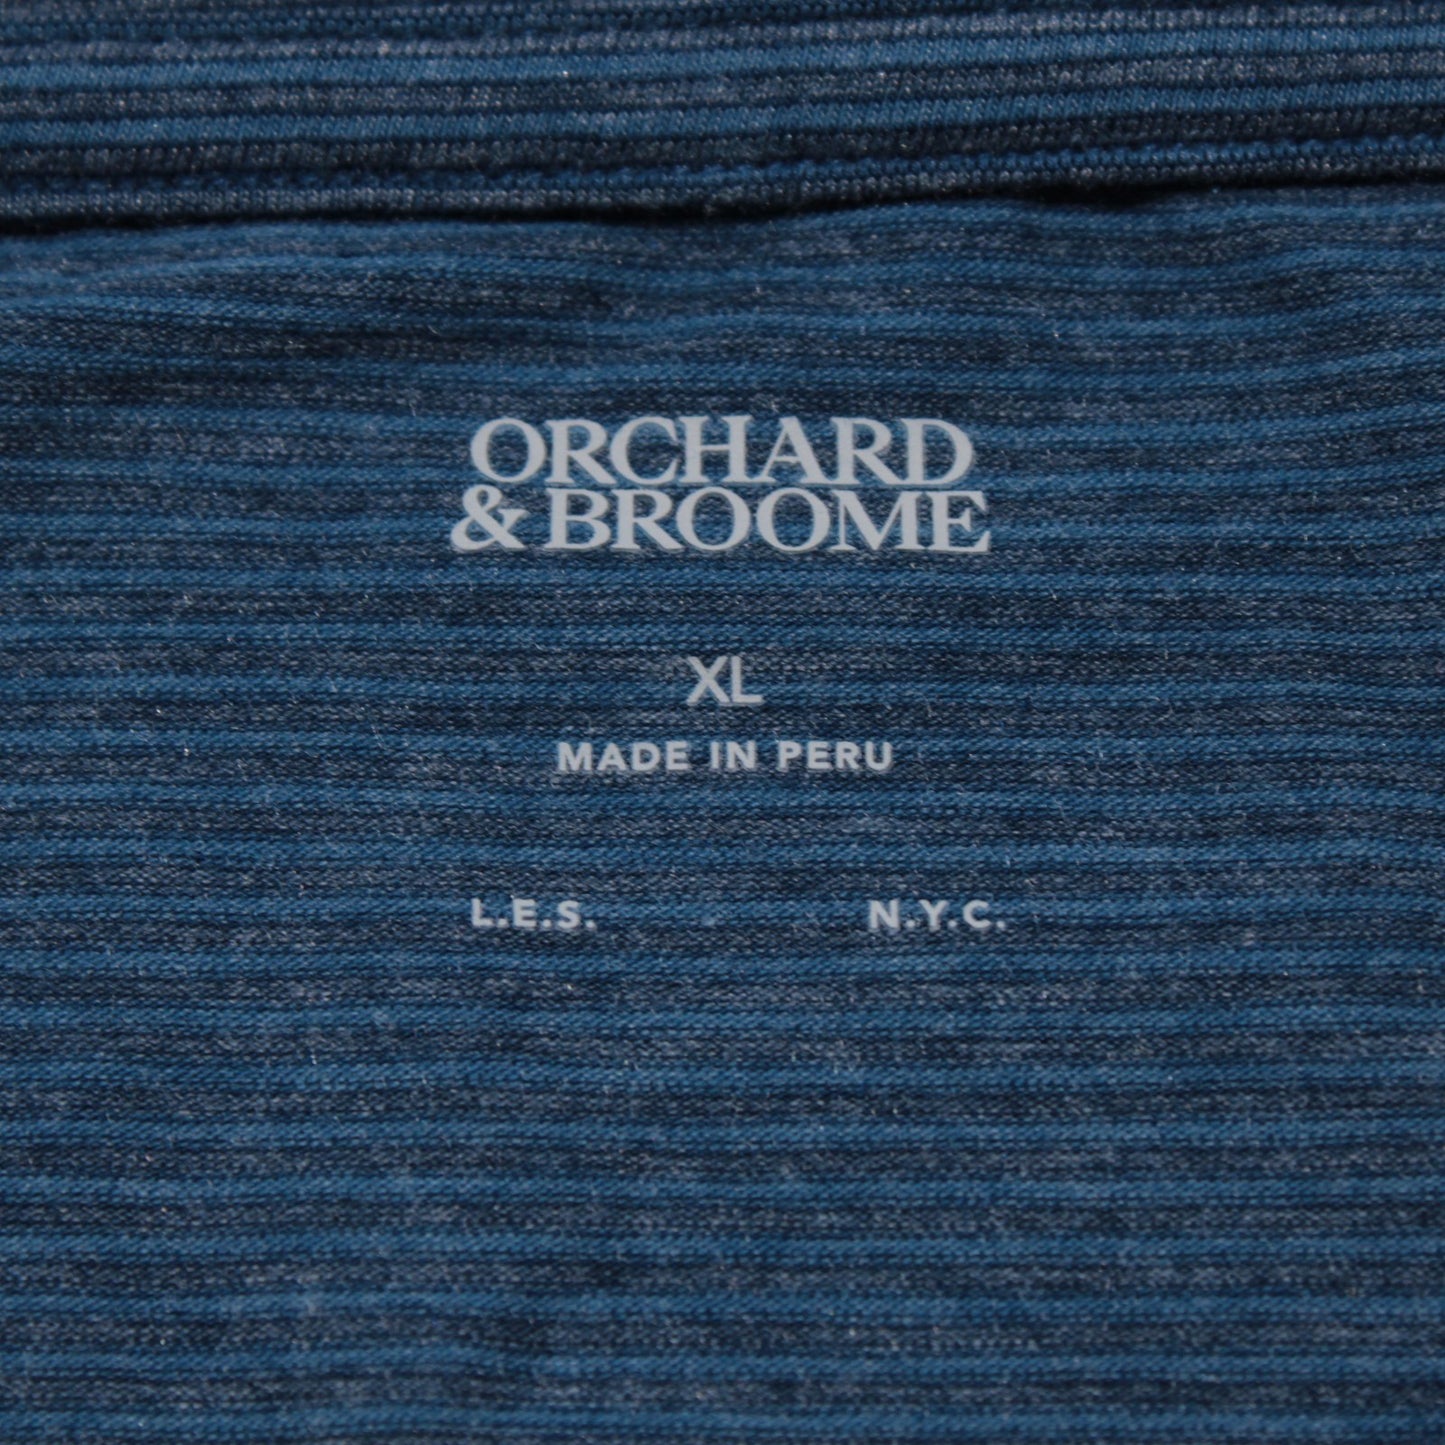 ORCHARD
& BROOME
XL
MADE IN PERU
L.E.S. N.Y.C.